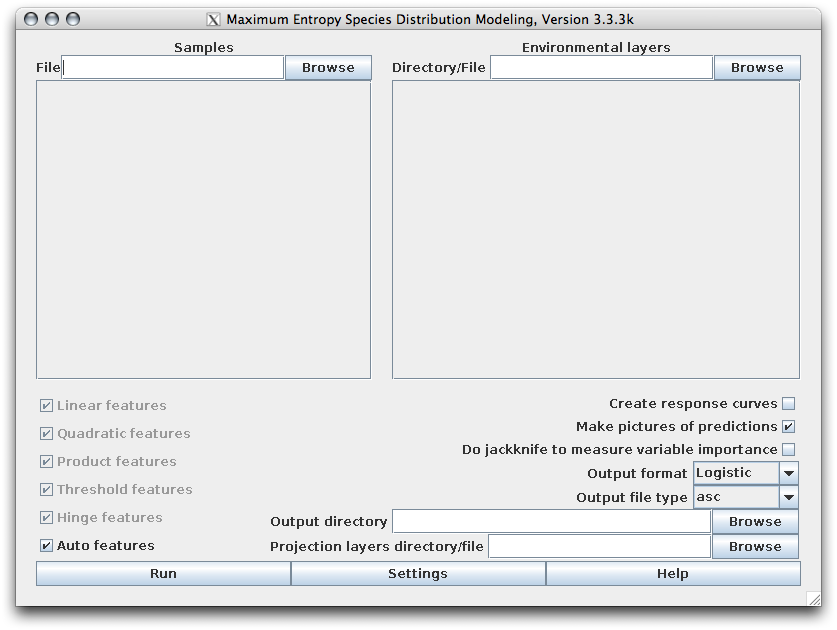 Maximum Entropy Species Distribution Modeling, Version 3.3.3k
Samples
File Browse
Environmental layers
Directory/File Browse
Linear features
Quadratic features
Product features
Threshold features
Hinge features
Auto features
Create response curves
Make pictures of predictions
Do jackknife to measure variable importance
Output format Logistic
Output file type asc
Output directory Browse
Projection layers directory/file Browse
Run Settings Help